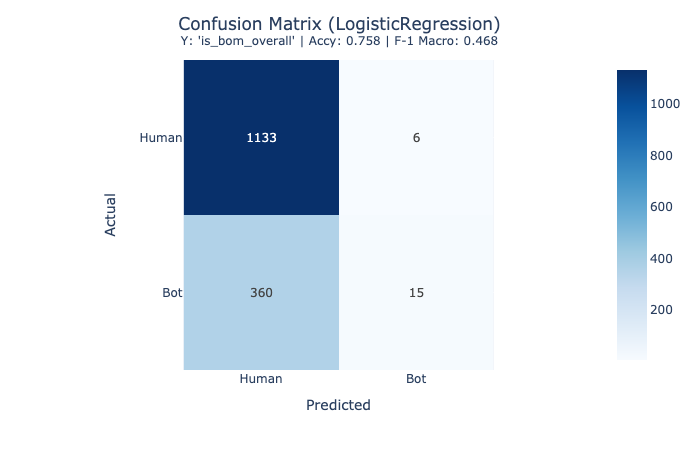 Confusion Matrix (LogisticRegression)
Y: 'is_bom_overall' | Accy: 0.758 | F-1 Macro: 0.468
Human
1133
6
Actual
Bot
360
15
Human
Bot
Predicted
1000
800
600
400
200